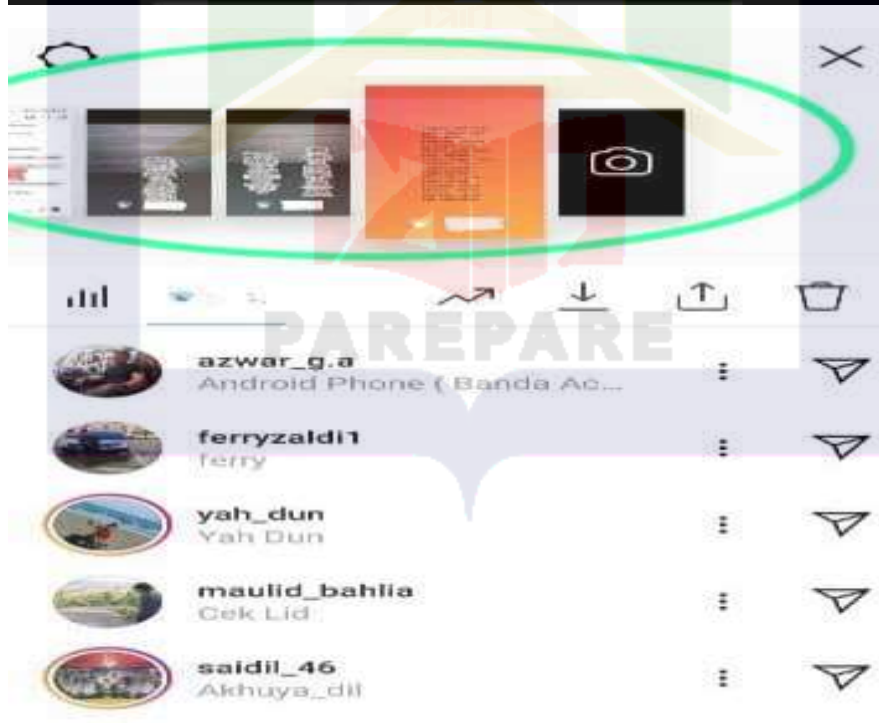 PAREPARE
azwar_g.a
Android Phone ( Banda Ac...
ferryzaldi1
ferry
yah_dun
Yah Dun
maulid_bahlia
Cek Lid
saidil_46
Akhuya_dil